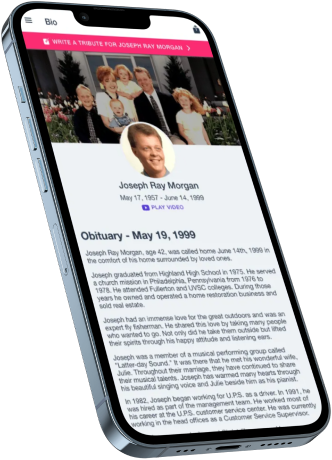 Bio
WRITE A TRIBUTE FOR JOSEPH RAY MORGAN
Joseph Ray Morgan
May 17, 1957 - June 14, 1999
PLAY VIDEO
Obituary - May 19, 1999
Joseph Ray Morgan, age 42, was called home June 14th, 1999 in
the comfort of his home surrounded by loved ones.
Joseph graduated from Highland High School in 1975. He served
a church mission in Philadelphia, Pennsylvania from 1976 to
1978. He attended Fullerton and UVSC colleges. During those
years he owned and operated a home restoration business and
sold real estate.
Joseph had an immense love for the great outdoors and was an
expert fly fisherman. He shared this love by taking many people
who wanted to go. Not only did he take them outside but lifted
their spirits through his happy attitude and listening ears.
Joseph was a member of a musical performing group called
"Latter-day Sound." It was there that he met his wonderful wife,
Julie. Throughout their marriage, they have continued to share
their musical talents. Joseph has warmed many hearts through
his beautiful singing voice and Julie beside him as his pianist.
In 1982, Joseph began working for U.P.S. as a driver. In 1991, he
was hired as part of the management team. He worked most of
his career at the U.P.S. customer service center. He was currently
working in the head offices as a Customer Service Supervisor.